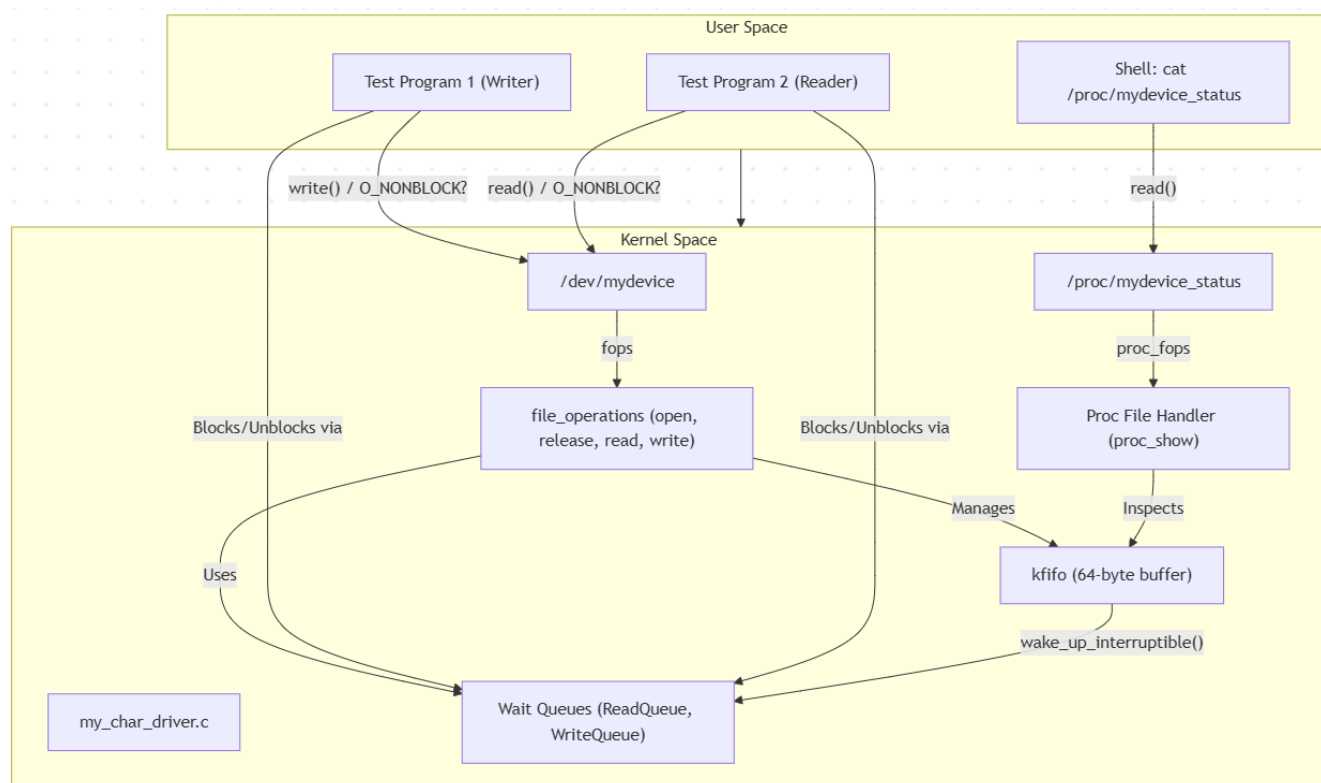 User Space
Test Program 1 (Writer)
Test Program 2 (Reader)
Shell: cat
/proc/mydevice_status
write() / O_NONBLOCK?
read() / O_NONBLOCK?
read()
Kernel Space
/dev/mydevice
/proc/mydevice_status
fops
proc_fops
Blocks/Unblocks via
file_operations (open,
release, read, write)
Blocks/Unblocks via
Proc File Handler
(proc_show)
Manages
Inspects
Uses
kfifo (64-byte buffer)
wake_up_interruptible()
my_char_driver.c
Wait Queues (ReadQueue,
WriteQueue)